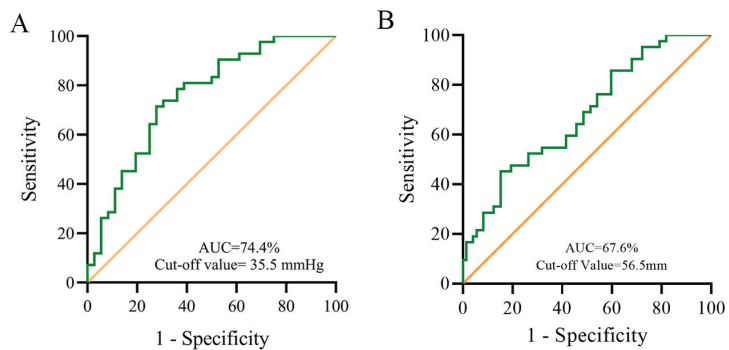 A
100
80
60
40
20
0
Sensitivity
AUC=74.4%
Cut-off value= 35.5 mmHg
0 20 40 60 80 100
1 - Specificity
B
100
80
60
40
20
0
Sensitivity
AUC=67.6%
Cut-off Value=56.5mm
0 20 40 60 80 100
1 - Specificity